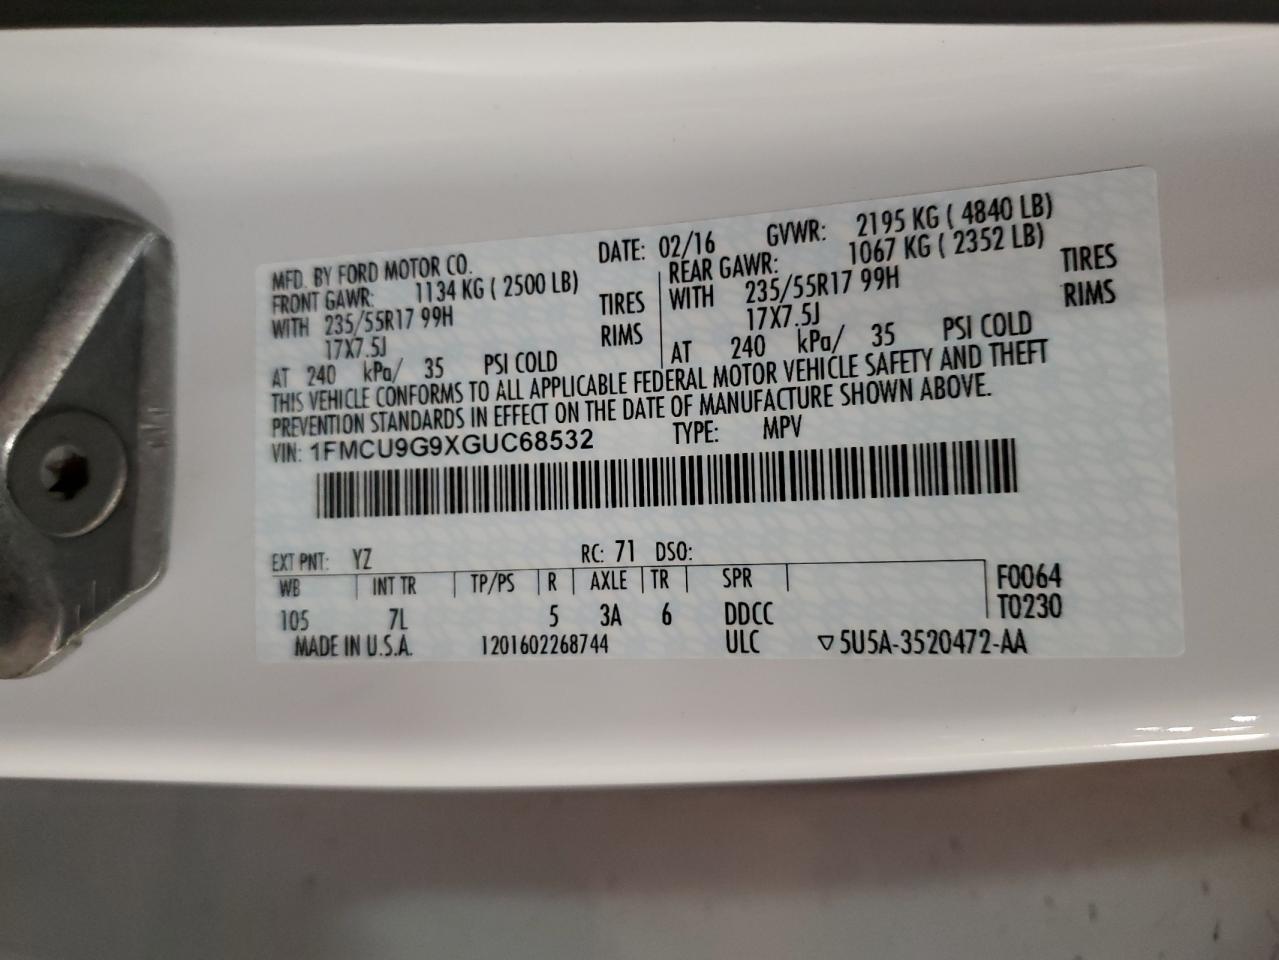 MFD. BY FORD MOTOR CO. DATE: 02/16 GVWR: 2195 KG ( 4840 LB)
FRONT GAWR: 1134 KG ( 2500 LB) REAR GAWR: 1067 KG ( 2352 LB)
WITH 235/55R17 99H TIRES WITH 235/55R17 99H TIRES
17X7.5J RIMS 17X7.5J RIMS
AT 240 kPa/ 35 PSI COLD AT 240 kPa/ 35 PSI COLD
THIS VEHICLE CONFORMS TO ALL APPLICABLE FEDERAL MOTOR VEHICLE SAFETY AND THEFT
PREVENTION STANDARDS IN EFFECT ON THE DATE OF MANUFACTURE SHOWN ABOVE.
VIN: 1FMCU9G9XGUC68532 TYPE: MPV
EXT PNT: YZ RC: 71 DSO:
WB INT TR TP/PS R AXLE TR SPR F0064
105 7L 5 3A 6 DDCC T0230
MADE IN U.S.A. 1201602268744 ULC ▽5U5A-3520472-AA